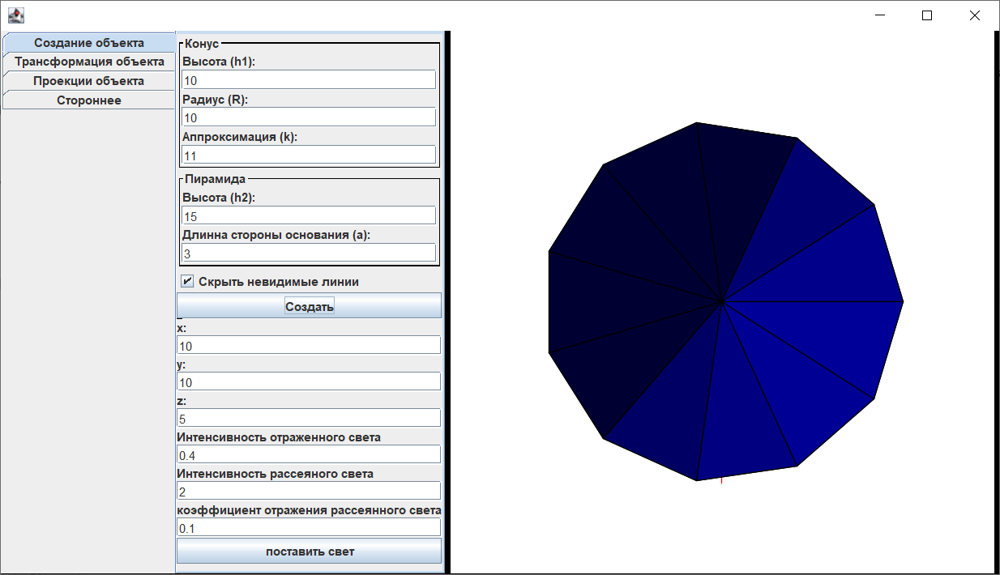 Создание объекта
Трансформация объекта
Проекции объекта
Стороннее
Конус
Высота (h1):
10
Радиус (R):
10
Аппроксимация (k):
11
Пирамида
Высота (h2):
15
Длинна стороны основания (a):
3
Скрыть невидимые линии
Создать
x:
10
y:
10
z:
5
Интенсивность отраженного света
0.4
Интенсивность рассеяного света
2
коэффициент отражения рассеянного света
0.1
поставить свет